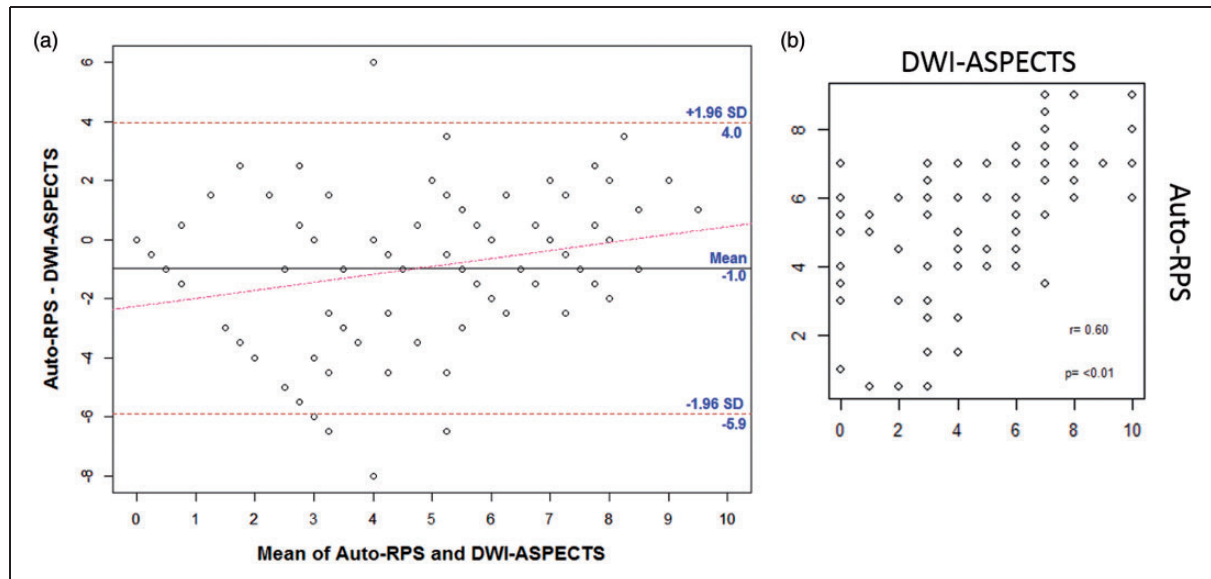 (a)
Auto-RPS - DWI-ASPECTS
6
4
2
0
-2
-4
-6
-8
+1.96 SD
4.0
Mean
-1.0
-1.96 SD
-5.9
0 1 2 3 4 5 6 7 8 9 10
Mean of Auto-RPS and DWI-ASPECTS
(b)
DWI-ASPECTS
8
6
4
2
r= 0.60
p= <0.01
0 2 4 6 8 10
Auto-RPS